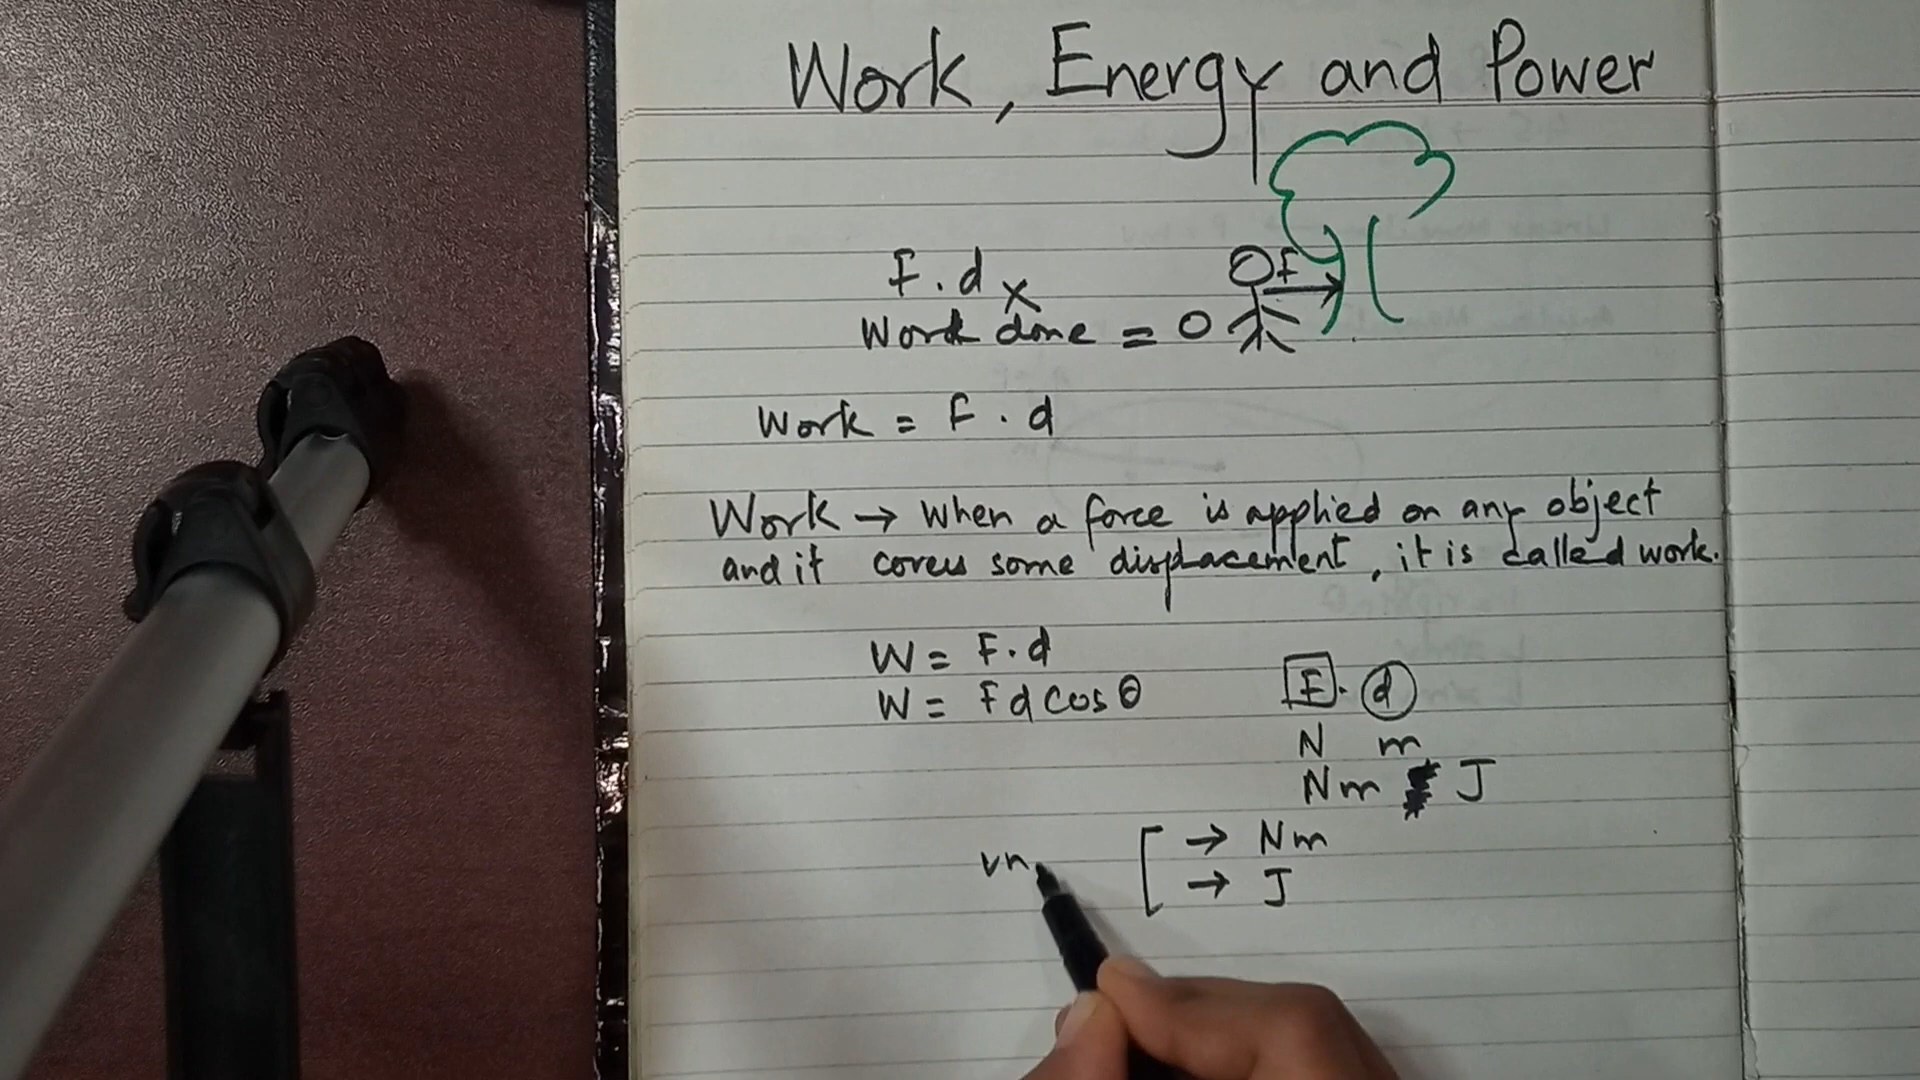 Work, Energy and Power
F
F . d x
Work done = 0
Work = F . d
Work → When a force is applied on any object
and it covers some displacement, it is called work.
W = F . d
W = F d cos θ
F . d
N m
Nm J
→ Nm
un
→ J